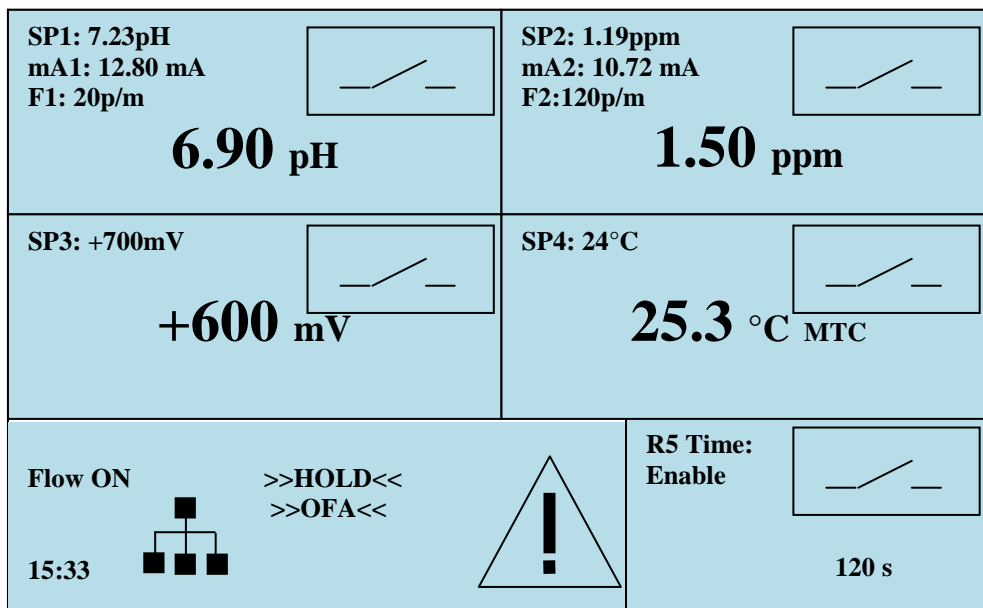 SP1: 7.23pH
mA1: 12.80 mA
F1: 20p/m
6.90 pH
SP2: 1.19ppm
mA2: 10.72 mA
F2:120p/m
1.50 ppm
SP3: +700mV
+600 mV
SP4: 24°C
25.3 °C MTC
Flow ON
>>HOLD<<
>>OFA<<
15:33
!
R5 Time:
Enable
120 s